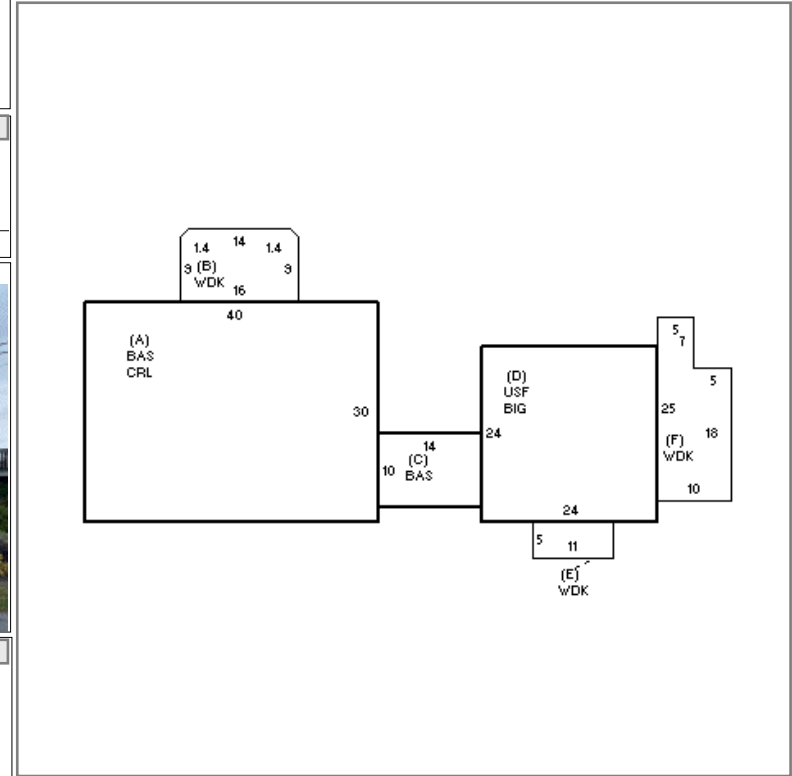 1.4 14 1.4
9 (B) 9
WDK
16
40
(A)
BAS
CRL
30
14
10 (C)
BAS
(D)
USF
BIG
24
24
5
7
5
25
18
(F)
WDK
10
5 11
(E)
WDK